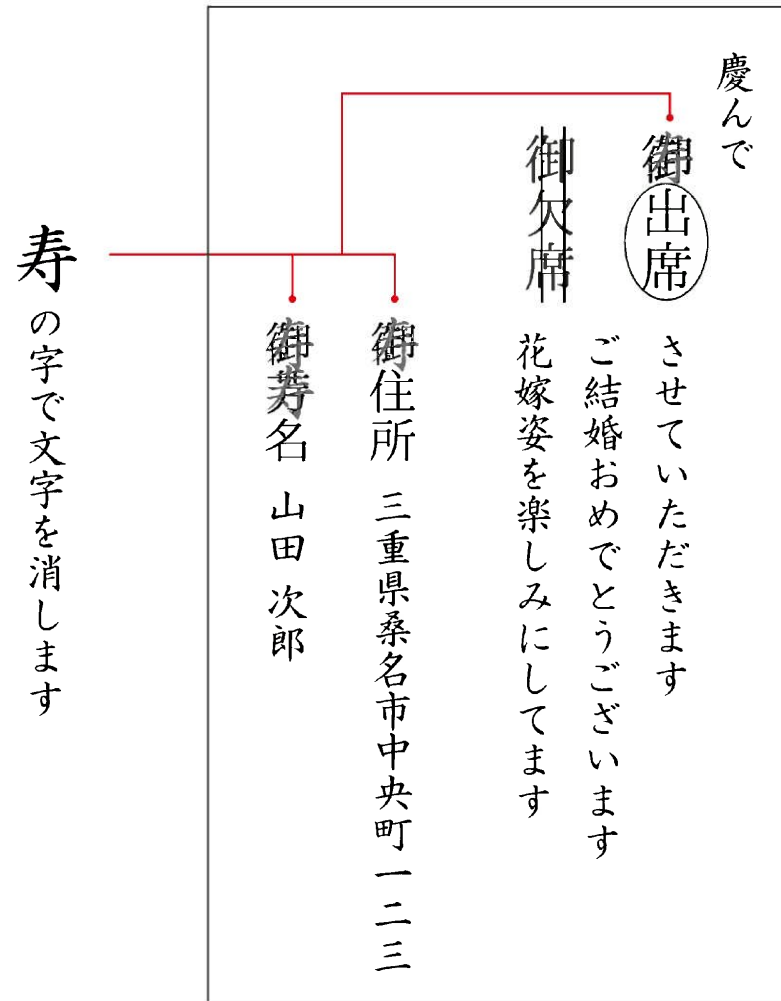 慶んで
御出席
させていただきます
ご結婚おめでとうございます
御欠席
花嫁姿を楽しみにしてます
御住所
三重県桑名市中央町一二三
御芳名
山田 次郎
寿の字で文字を消します